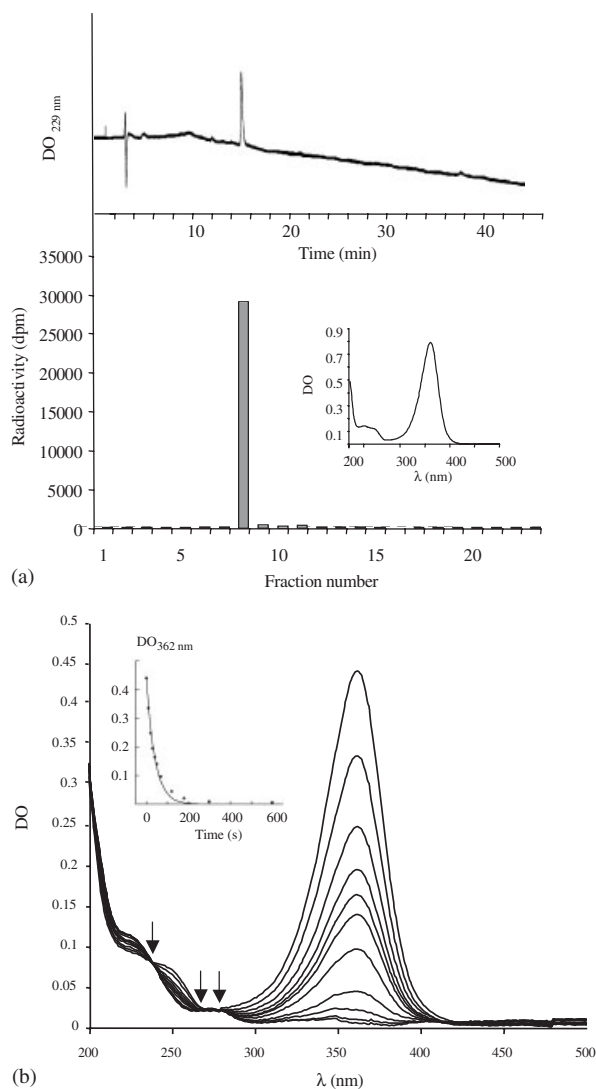 DO 229 nm
10 20 30 40
Time (min)
35000
30000
25000
20000
15000
10000
5000
0
Radioactivity (dpm)
0.9
0.7
0.5
0.3
0.1
DO
200 300 400 500
λ (nm)
1 5 10 15 20
Fraction number
(a)
0.5
0.45
0.4
0.35
0.3
0.25
0.2
0.15
0.1
0.05
0
DO
DO362 nm
0.4
0.3
0.2
0.1
0 200 400 600
Time (s)
200 250 300 350 400 450 500
λ (nm)
(b)